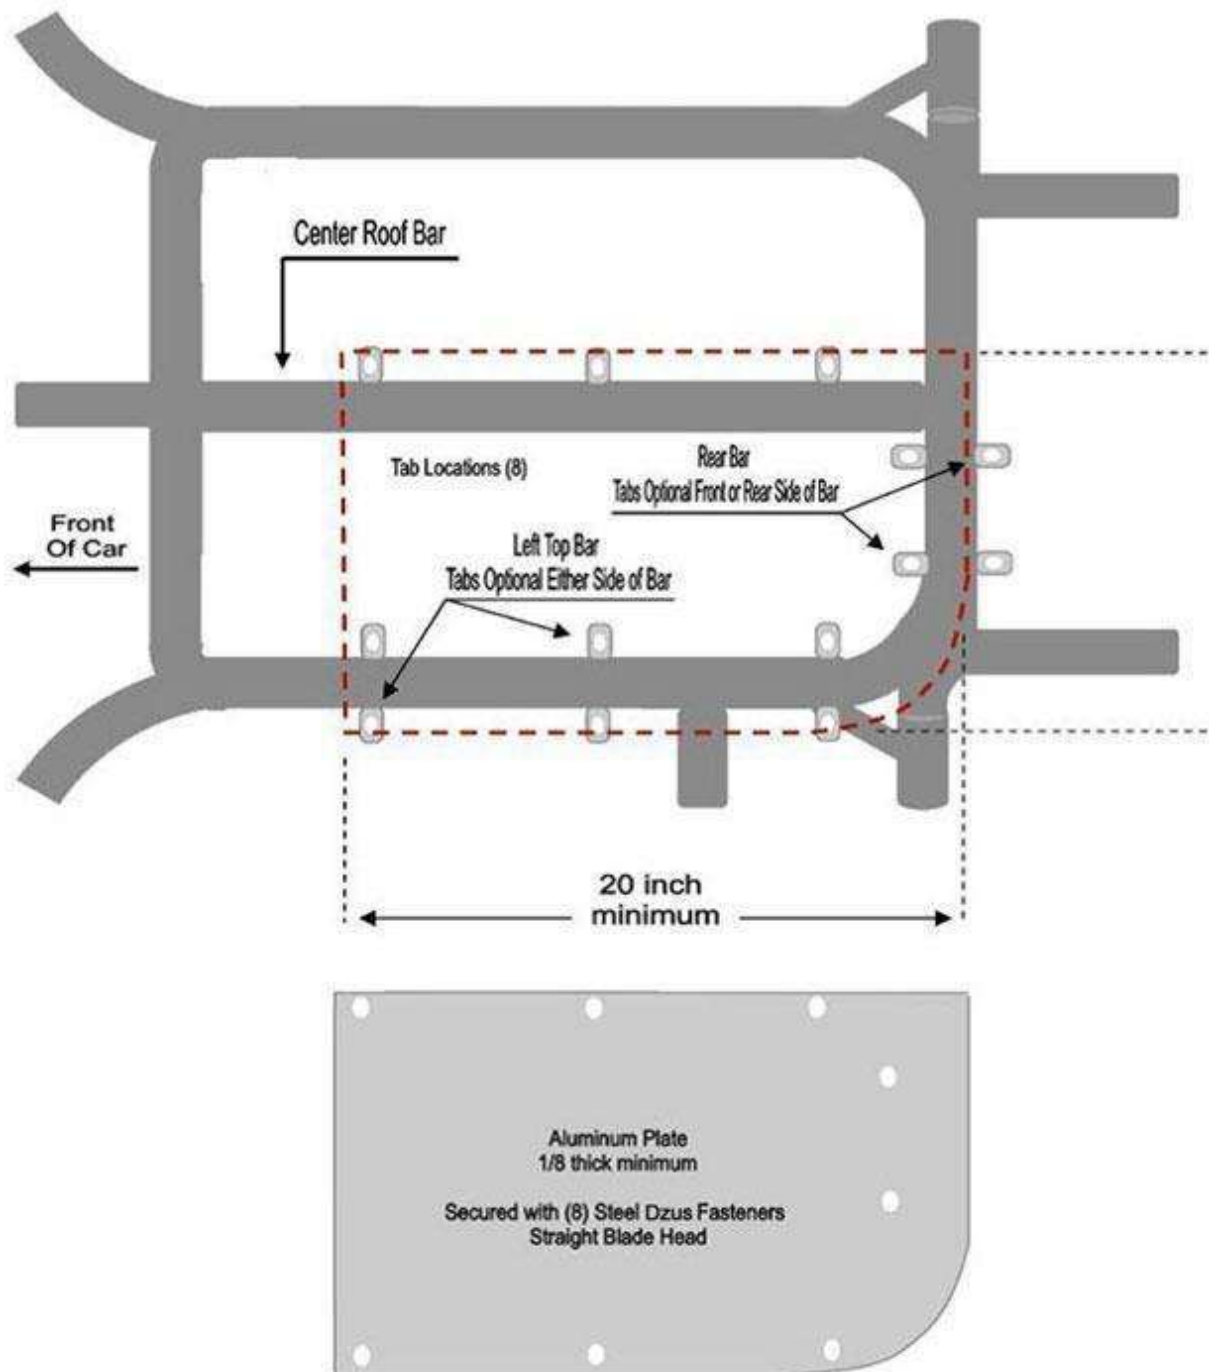 Center Roof Bar
Tab Locations (8)
Rear Bar
Tabs Optional Front or Rear Side of Bar
Front
Of Car
Left Top Bar
Tabs Optional Either Side of Bar
20 inch
minimum
Aluminum Plate
1/8 thick minimum
Secured with (8) Steel Dzus Fasteners
Straight Blade Head